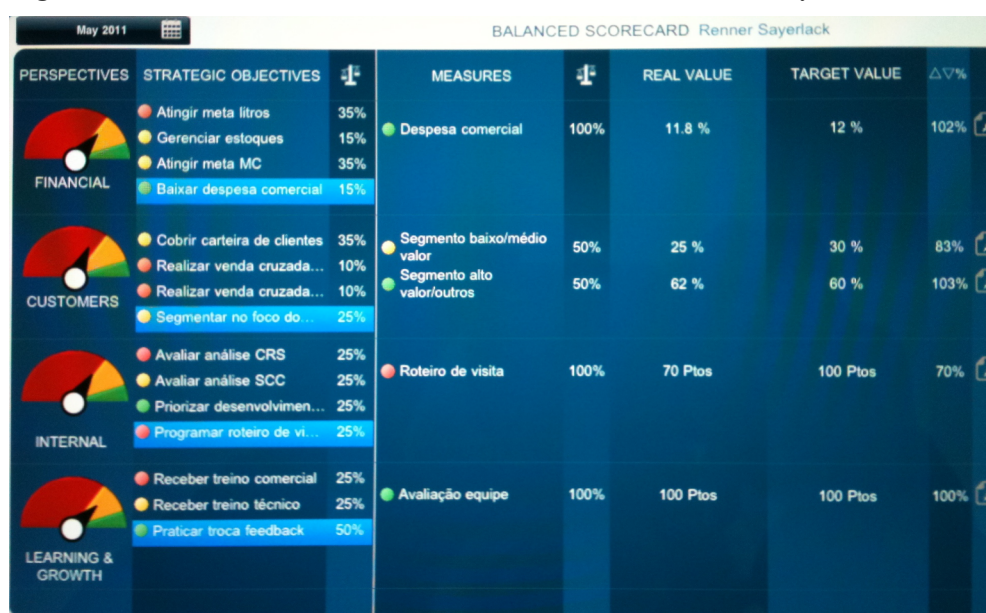 May 2011
BALANCED SCORECARD Renner Sayerlack
PERSPECTIVES STRATEGIC OBJECTIVES MEASURES REAL VALUE TARGET VALUE △▽%
FINANCIAL
Atingir meta litros 35%
Gerenciar estoques 15%
Atingir meta MC 35%
Baixar despesa comercial 15%
Despesa comercial 100% 11.8 % 12 % 102%
CUSTOMERS
Cobrir carteira de clientes 35%
Realizar venda cruzada... 10%
Realizar venda cruzada... 10%
Segmentar no foco do... 25%
Segmento baixo/médio
valor 50% 25 % 30 % 83%
Segmento alto
valor/outros 50% 62 % 60 % 103%
INTERNAL
Avaliar análise CRS 25%
Avaliar análise SCC 25%
Priorizar desenvolvimen... 25%
Programar roteiro de vi... 25%
Roteiro de visita 100% 70 Ptos 100 Ptos 70%
LEARNING &
GROWTH
Receber treino comercial 25%
Receber treino técnico 25%
Praticar troca feedback 50%
Avaliação equipe 100% 100 Ptos 100 Ptos 100%